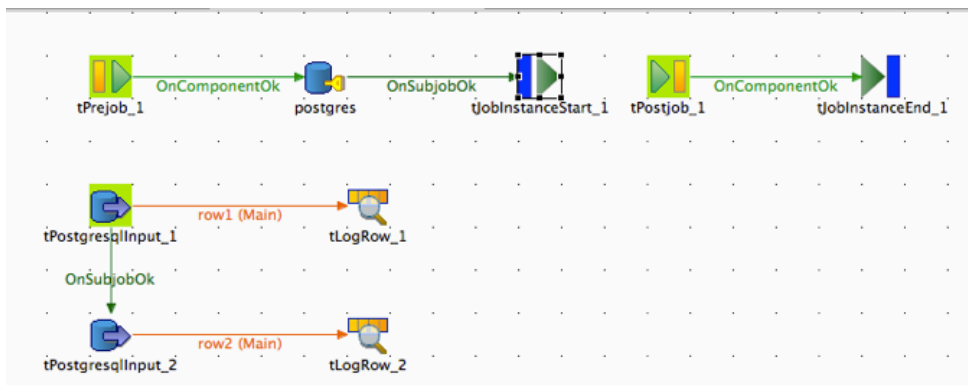 OnComponentOk
OnSubjobOk
OnComponentOk
tPrejob_1
postgres
tJobInstanceStart_1
tPostjob_1
tJobInstanceEnd_1
row1 (Main)
tPostgresqlInput_1
tLogRow_1
OnSubjobOk
row2 (Main)
tPostgresqlInput_2
tLogRow_2